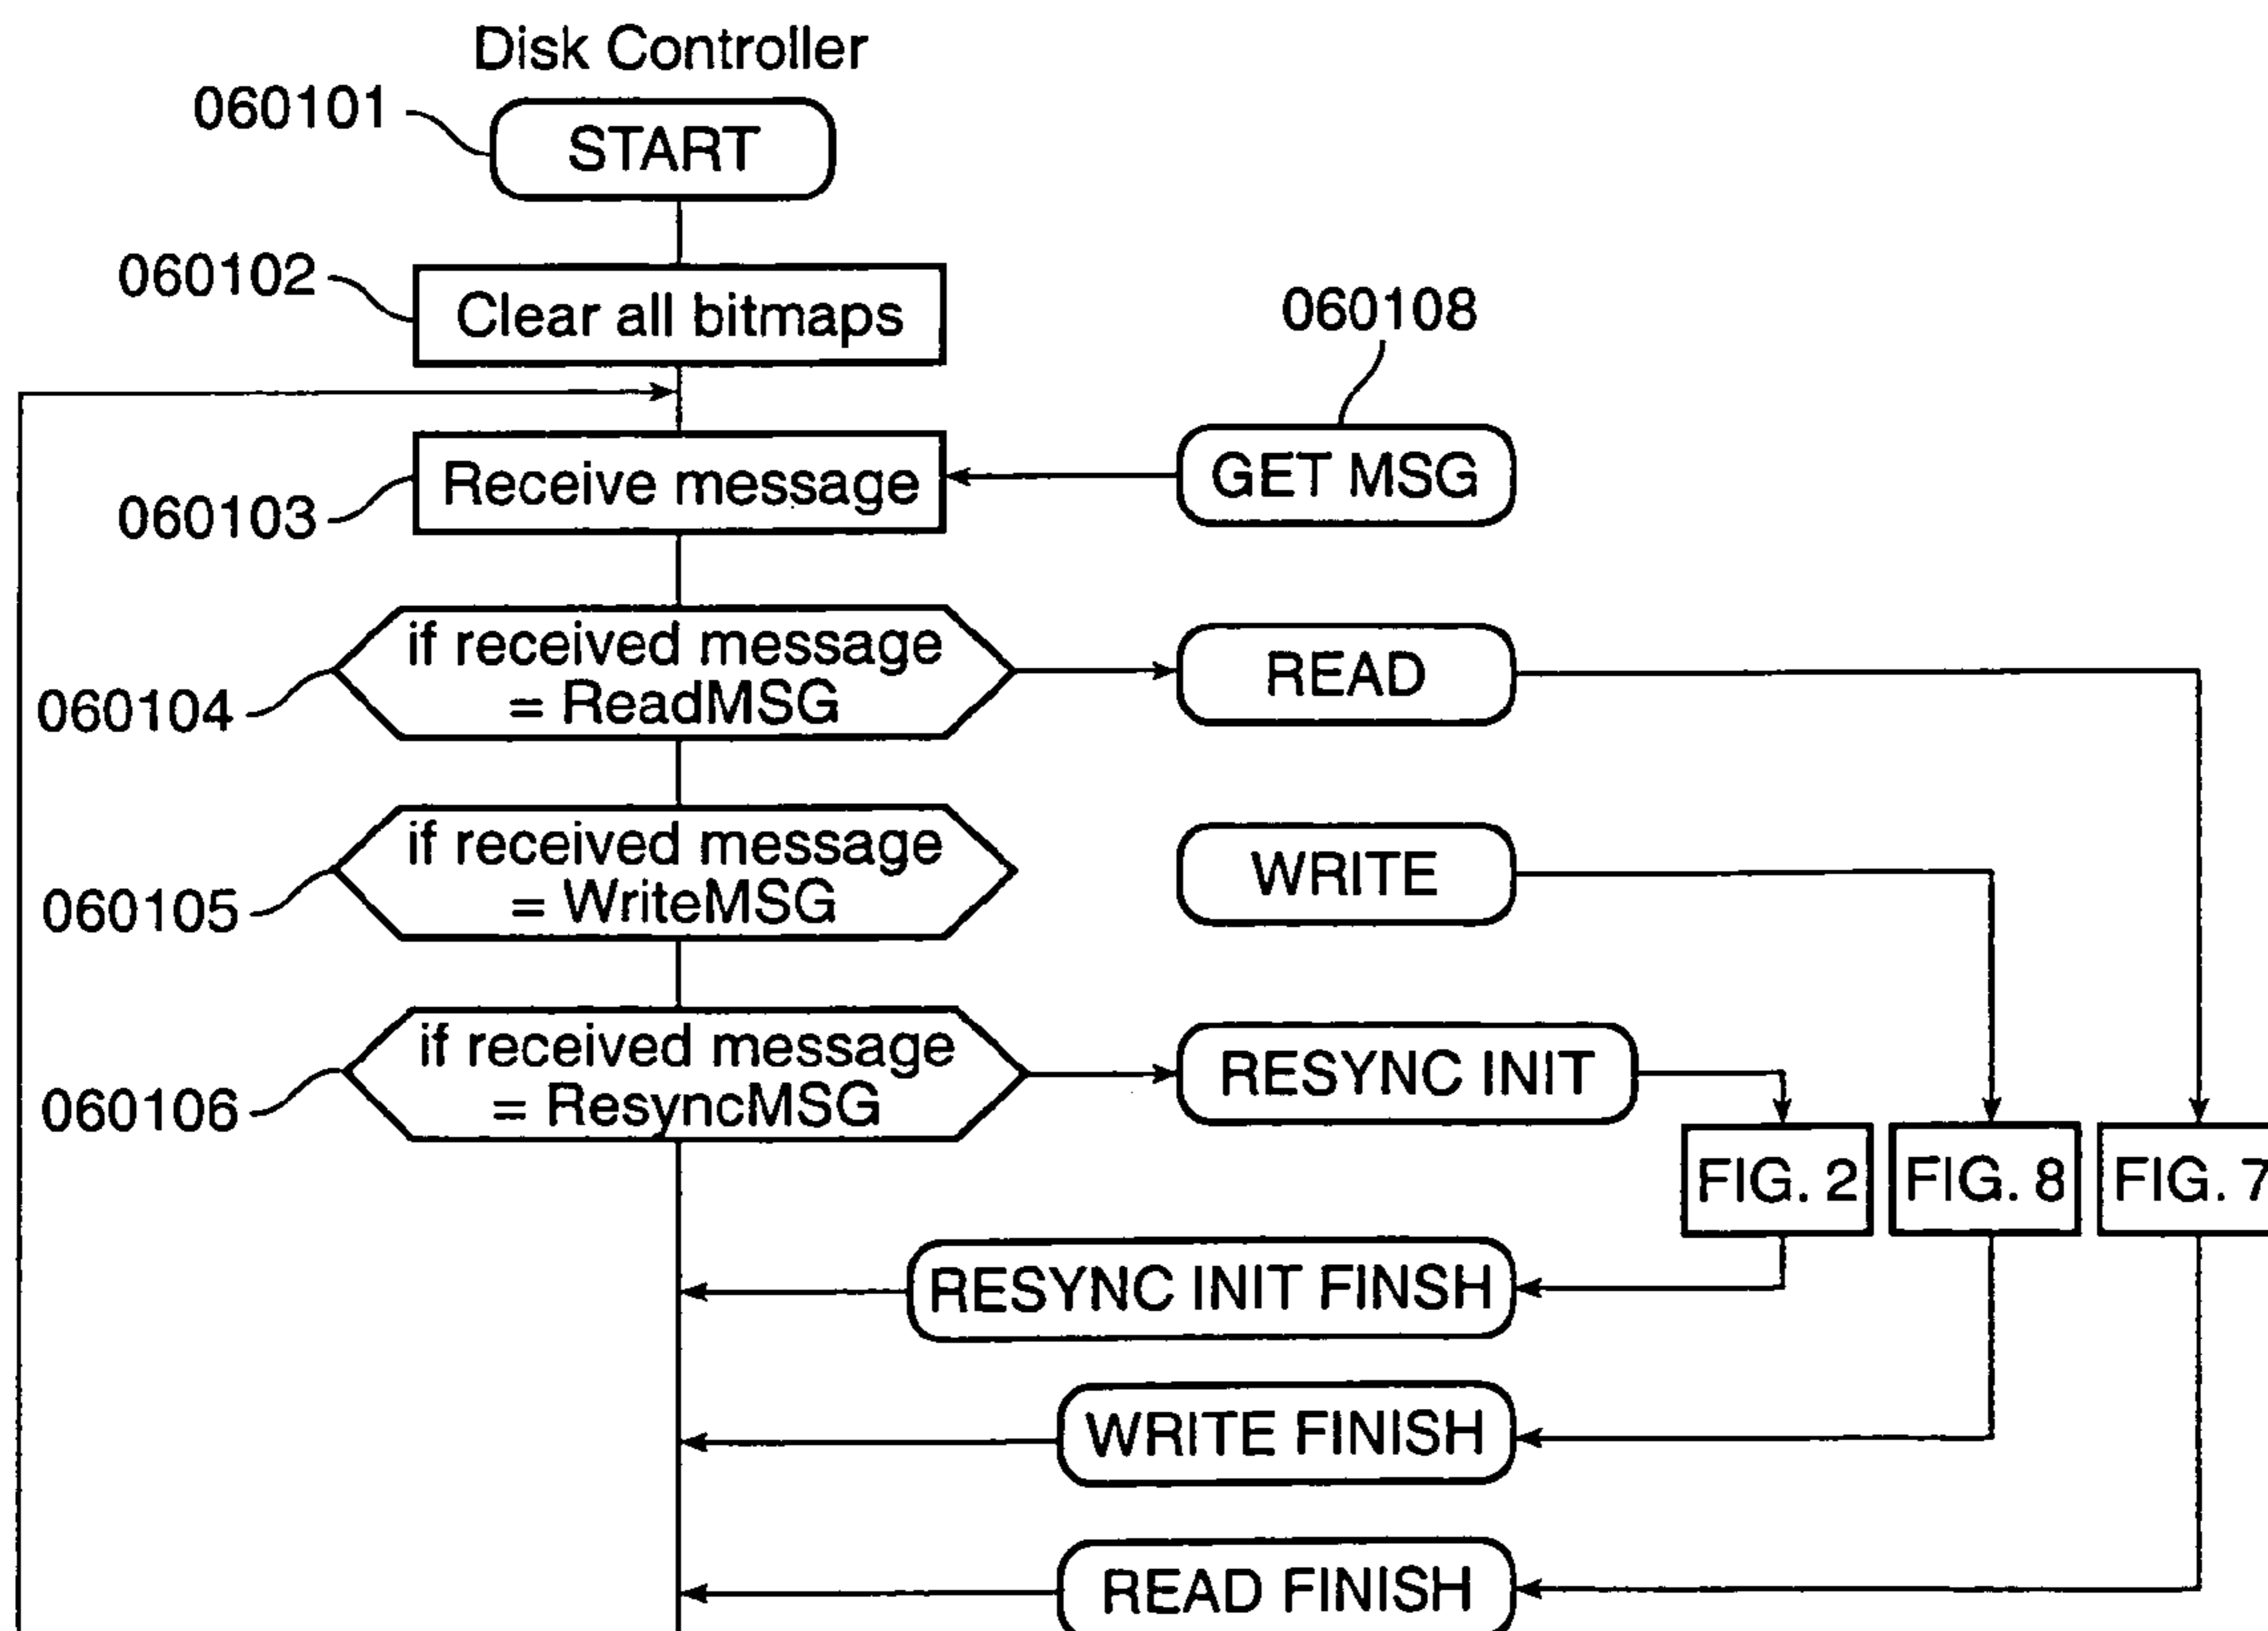 Disk Controller
060101
START
060102
Clear all bitmaps
060108
Receive message
GET MSG
060103
if received message
= ReadMSG
READ
060104
if received message
= WriteMSG
WRITE
060105
if received message
= ResyncMSG
RESYNC INIT
060106
FIG. 2
FIG. 8
FIG. 7
RESYNC INIT FINSH
WRITE FINISH
READ FINISH